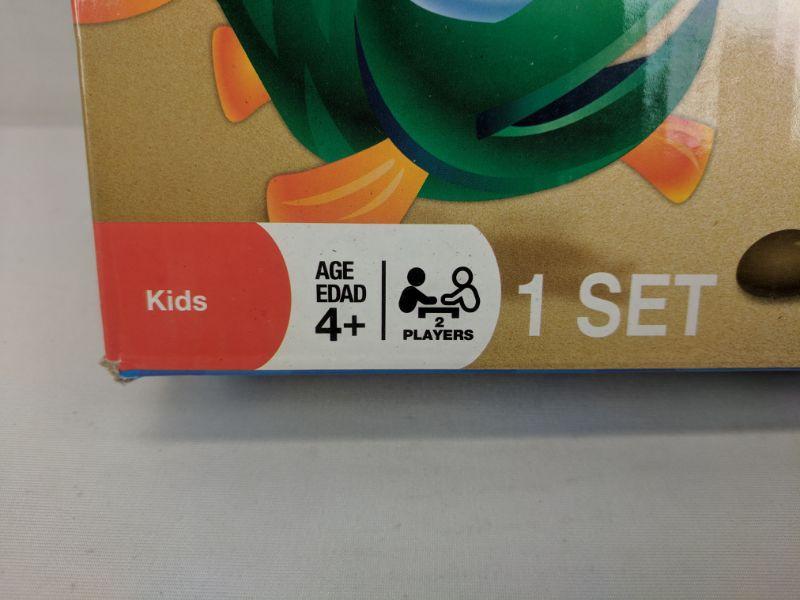 Kids
AGE
EDAD
4+
2
PLAYERS
1 SET